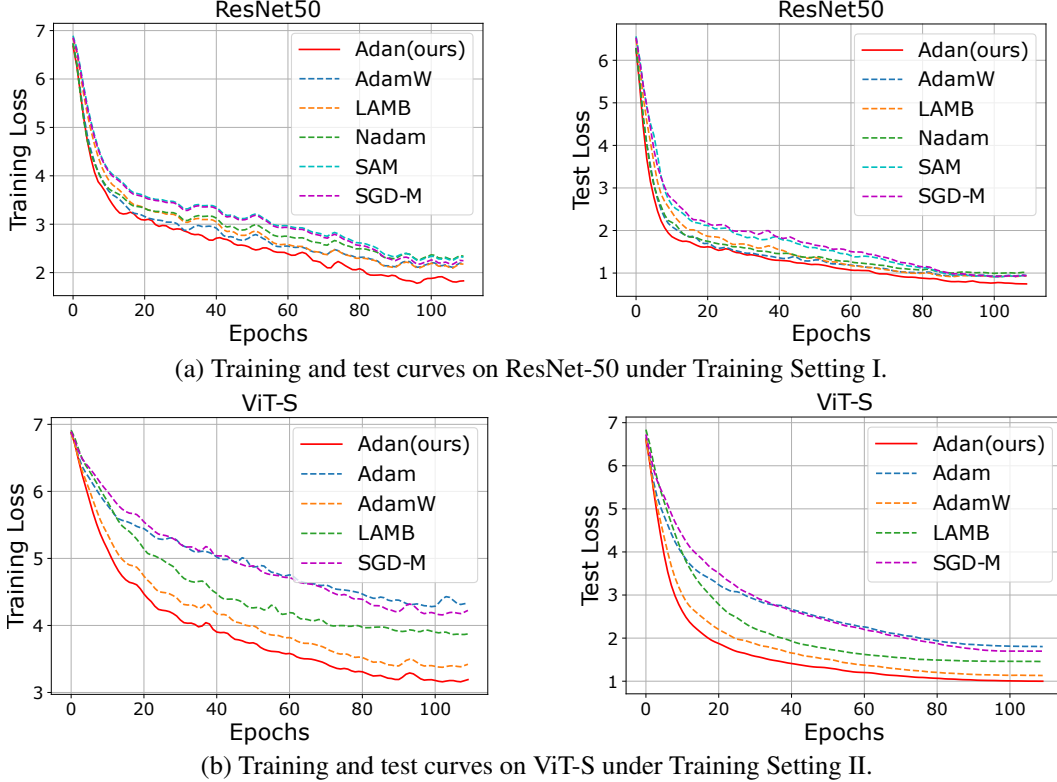 ResNet50
7
6
5
4
3
2
0 20 40 60 80 100
Training Loss
Epochs
Adan(ours)
AdamW
LAMB
Nadam
SAM
SGD-M
ResNet50
6
5
4
3
2
1
0 20 40 60 80 100
Test Loss
Epochs
Adan(ours)
AdamW
LAMB
Nadam
SAM
SGD-M
(a) Training and test curves on ResNet-50 under Training Setting I.
ViT-S
7
6
5
4
3
0 20 40 60 80 100
Training Loss
Epochs
Adan(ours)
Adam
AdamW
LAMB
SGD-M
ViT-S
7
6
5
4
3
2
1
0 20 40 60 80 100
Test Loss
Epochs
Adan(ours)
Adam
AdamW
LAMB
SGD-M
(b) Training and test curves on ViT-S under Training Setting II.